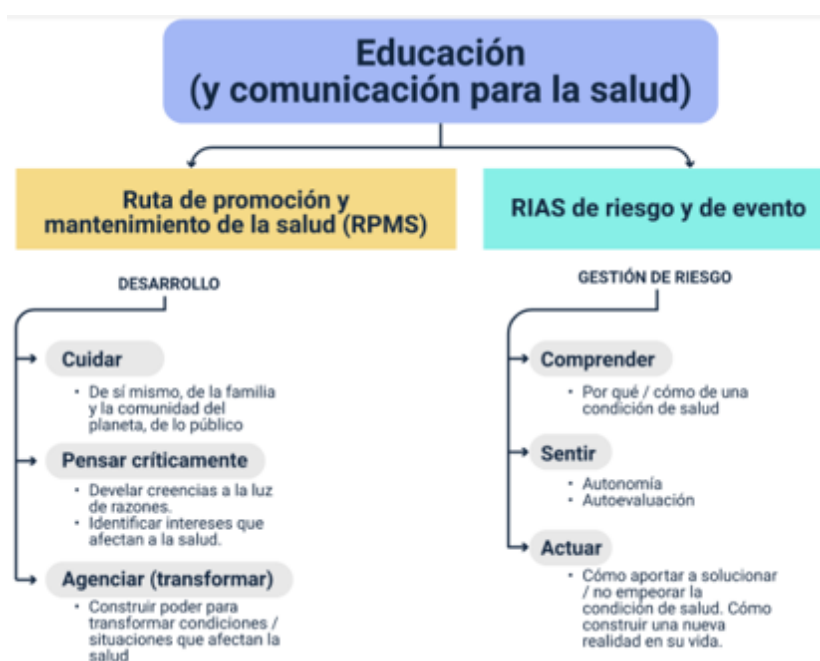 Educación
(y comunicación para la salud)
Ruta de promoción y
mantenimiento de la salud (RPMS)
DESARROLLO
Cuidar
• De sí mismo, de la familia
y la comunidad del
planeta, de lo público
Pensar críticamente
• Develar creencias a la luz
de razones.
• Identificar intereses que
afectan a la salud.
Agenciar (transformar)
• Construir poder para
transformar condiciones /
situaciones que afectan la
salud
RIAS de riesgo y de evento
GESTIÓN DE RIESGO
Comprender
• Por qué / cómo de una
condición de salud
Sentir
• Autonomía
• Autoevaluación
Actuar
• Cómo aportar a solucionar
/ no empeorar la
condición de salud. Cómo
construir una nueva
realidad en su vida.